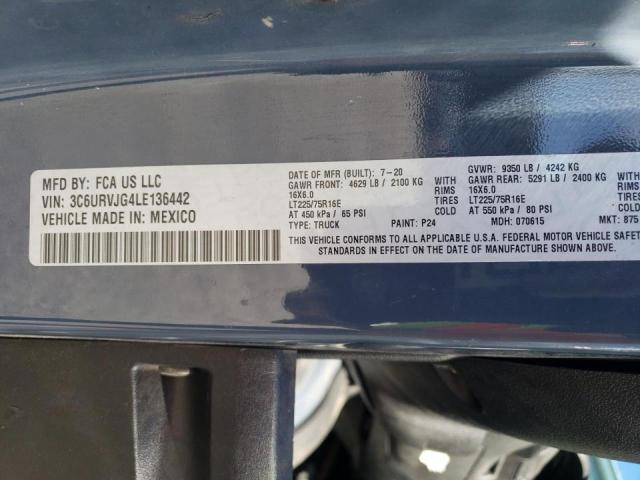 MFD BY: FCA US LLC
VIN: 3C6URVJG4LE136442
VEHICLE MADE IN: MEXICO
DATE OF MFR (BUILT): 7-20
GAWR FRONT: 4629 LB / 2100 KG WITH
16X6.0 RIMS
LT225/75R16E TIRES
AT 450 kPa / 65 PSI COLD
TYPE: TRUCK PAINT: P24
GVWR: 9350 LB / 4242 KG
GAWR REAR: 5291 LB / 2400 KG WITH
16X6.0 RIMS
LT225/75R16E TIRES
AT 550 kPa / 80 PSI COLD
MDH: 070615 MKT: 875
THIS VEHICLE CONFORMS TO ALL APPLICABLE U.S.A. FEDERAL MOTOR VEHICLE SAFET
STANDARDS IN EFFECT ON THE DATE OF MANUFACTURE SHOWN ABOVE.